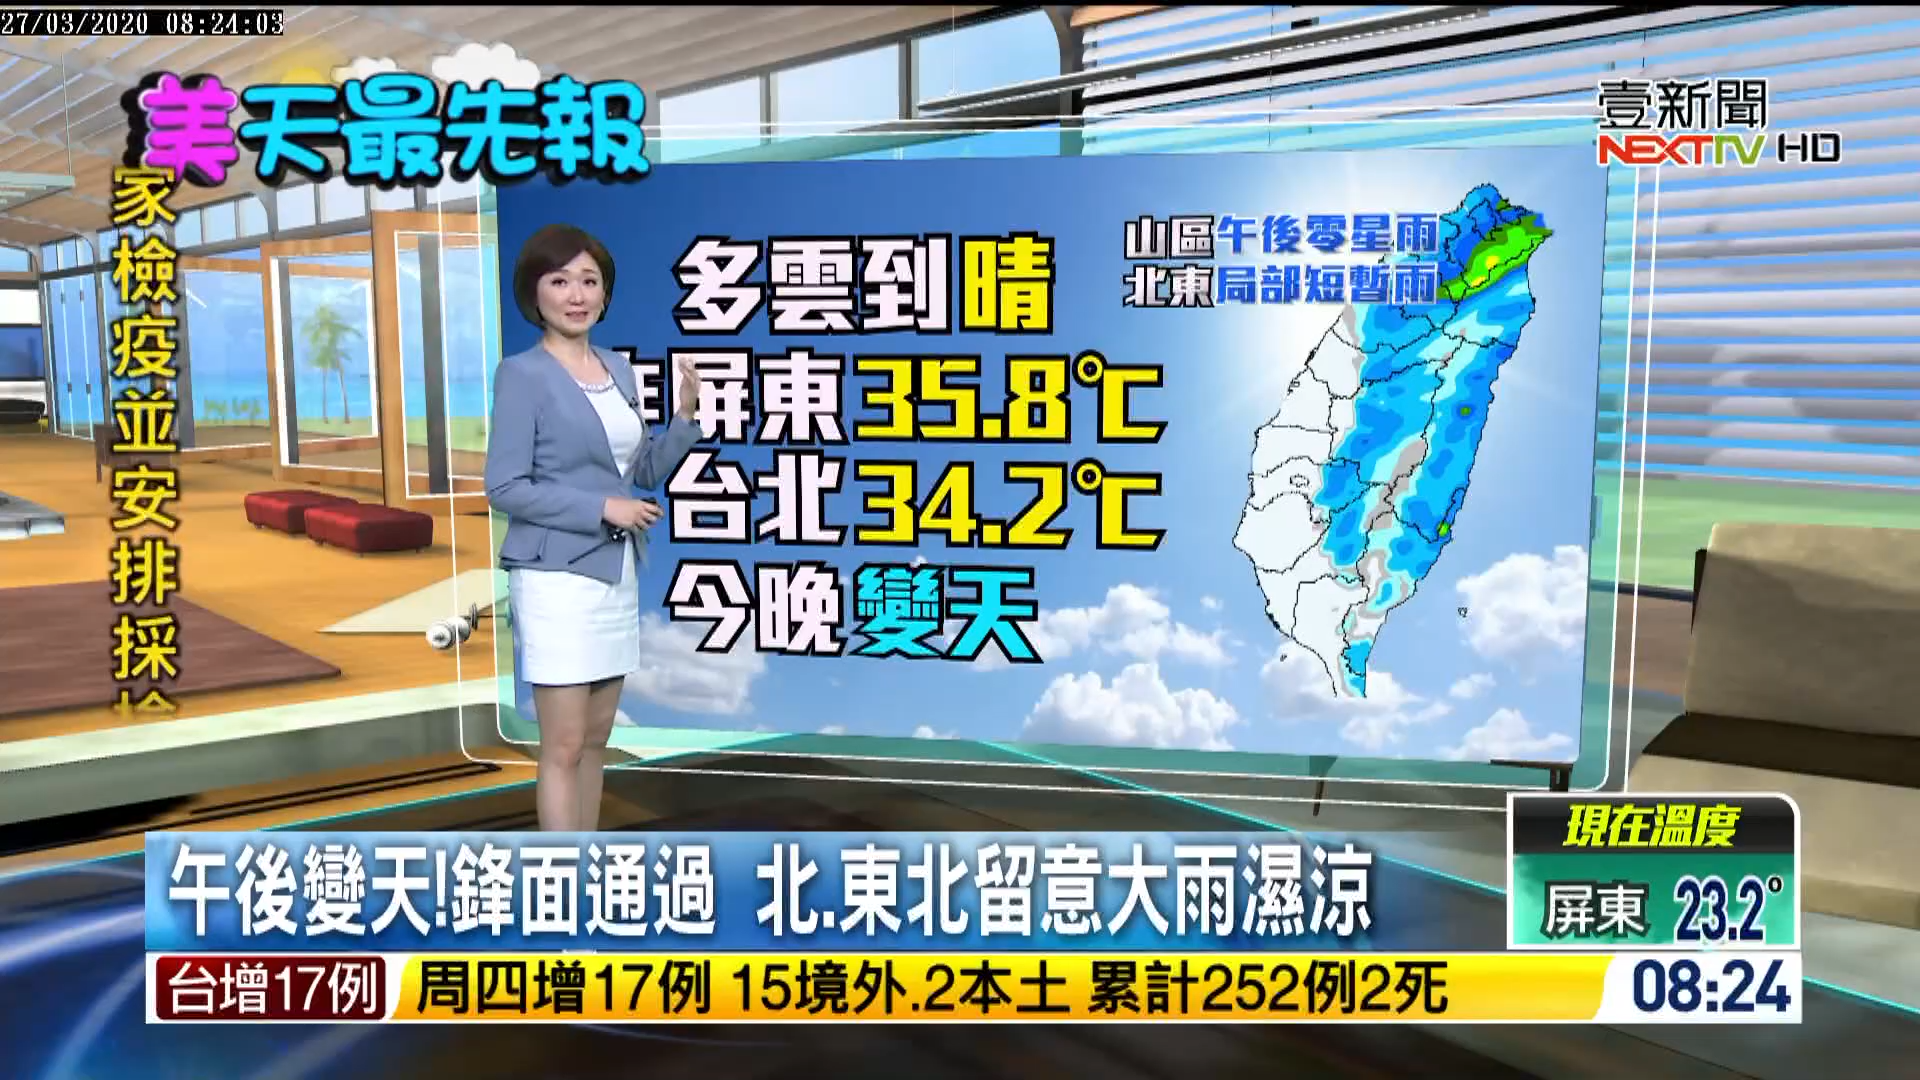 27/03/2020 08:24:03
美天最先報
壹新聞
NEXTTV HD
家檢疫並安排採檢
多雲到晴
昨屏東35.8℃
台北34.2℃
今晚變天
山區午後零星雨
北東局部短暫雨
午後變天!鋒面通過 北.東北留意大雨濕涼
現在溫度
屏東 23.2°
台增17例
周四增17例 15境外.2本土 累計252例2死
08:24